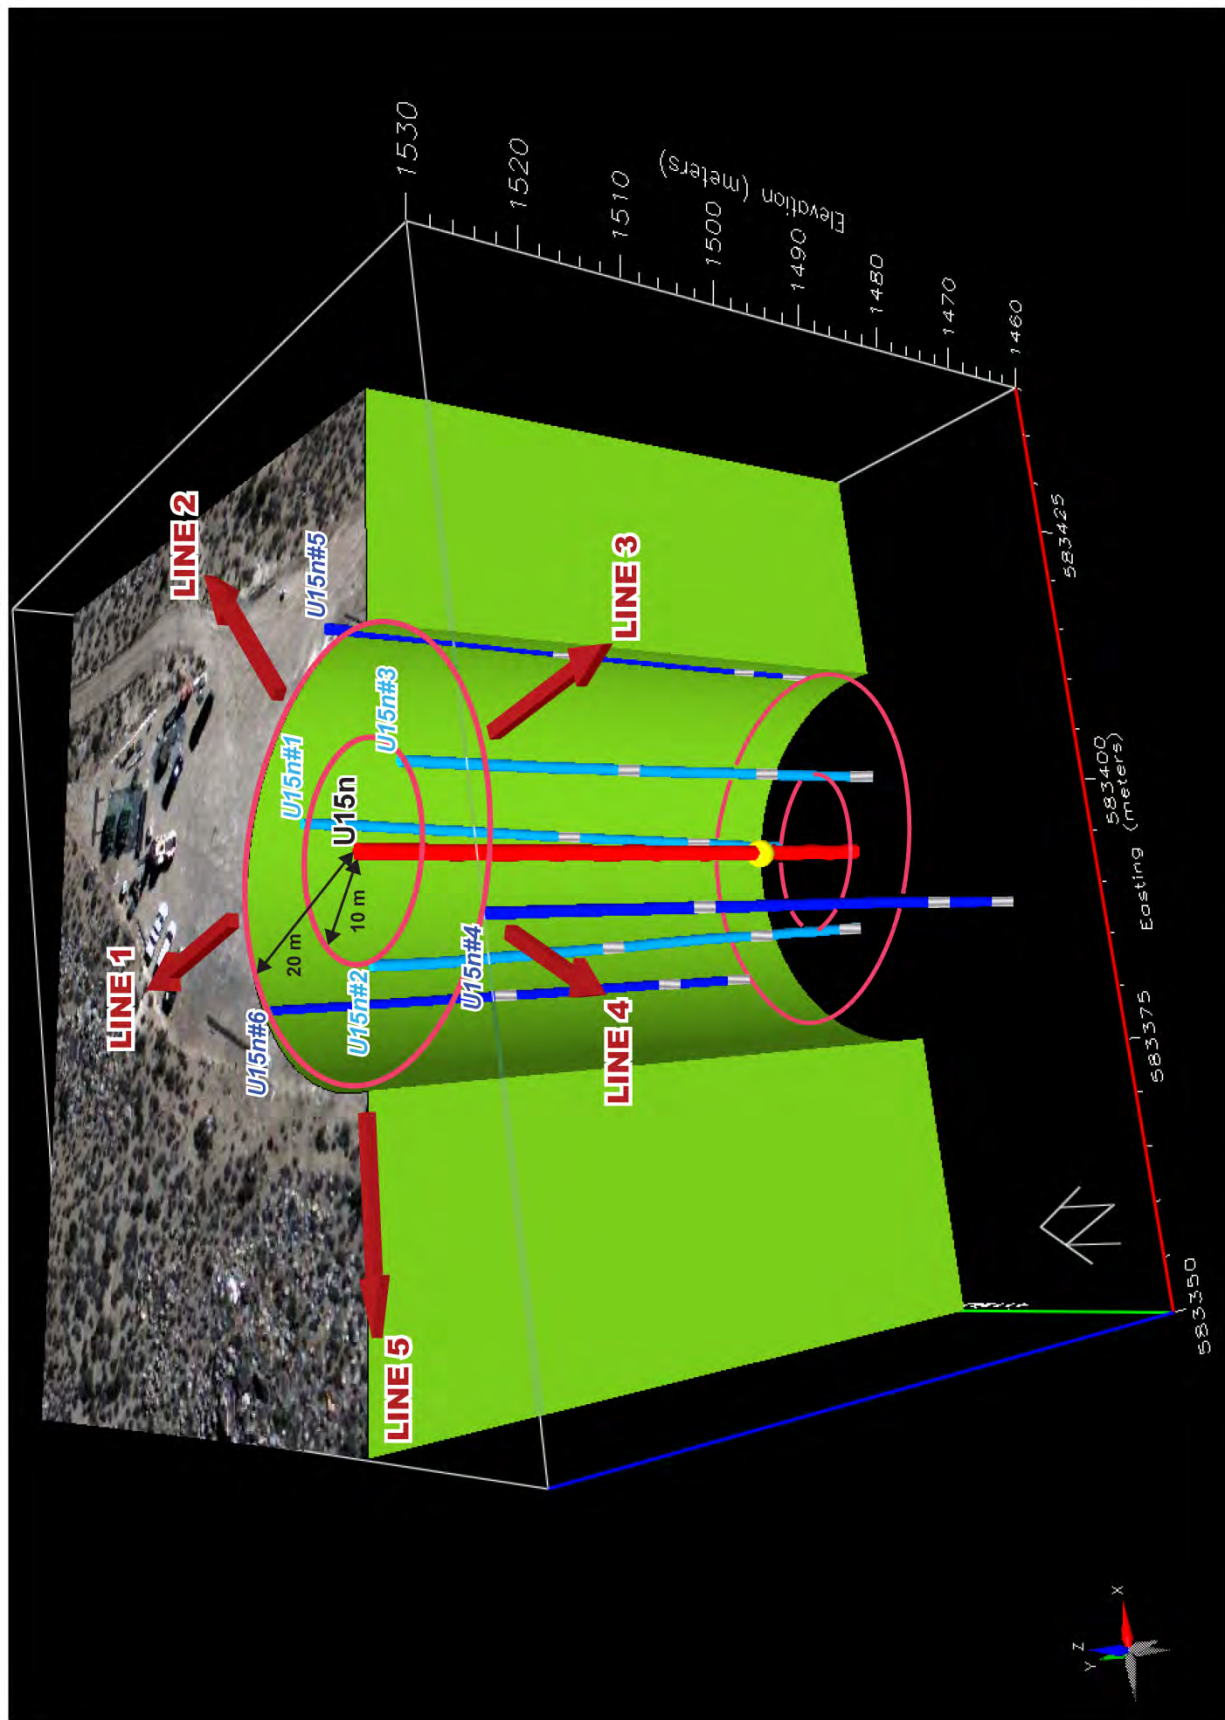 LINE 1
LINE 2
LINE 3
LINE 4
LINE 5
U15n#5
U15n#3
U15n#1
U15n
U15n#4
U15n#2
U15n#6
20 m
10 m
1530
1520
1510
1500
1490
1480
1470
1460
Elevation (meters)
583350
583375
583400
583425
Easting (meters)
X
Y
Z